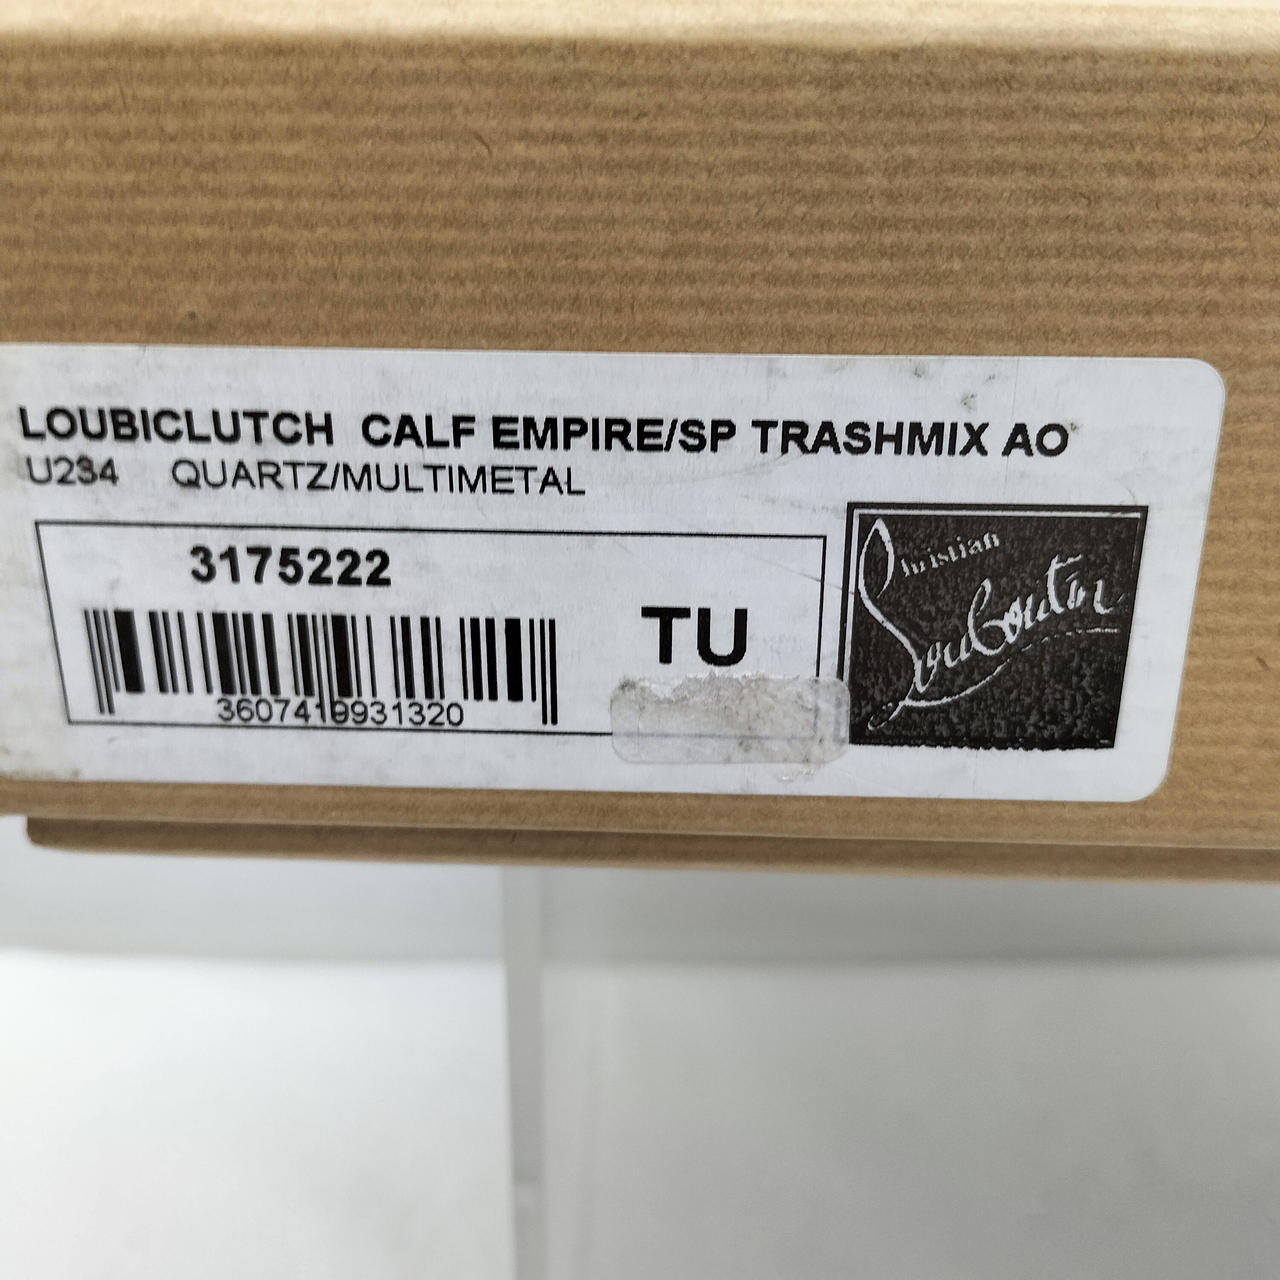 LOUBICLUTCH CALF EMPIRE/SP TRASHMIX AO
U234 QUARTZ/MULTIMETAL
3175222
TU
3607419931320
Christian
Louboutin